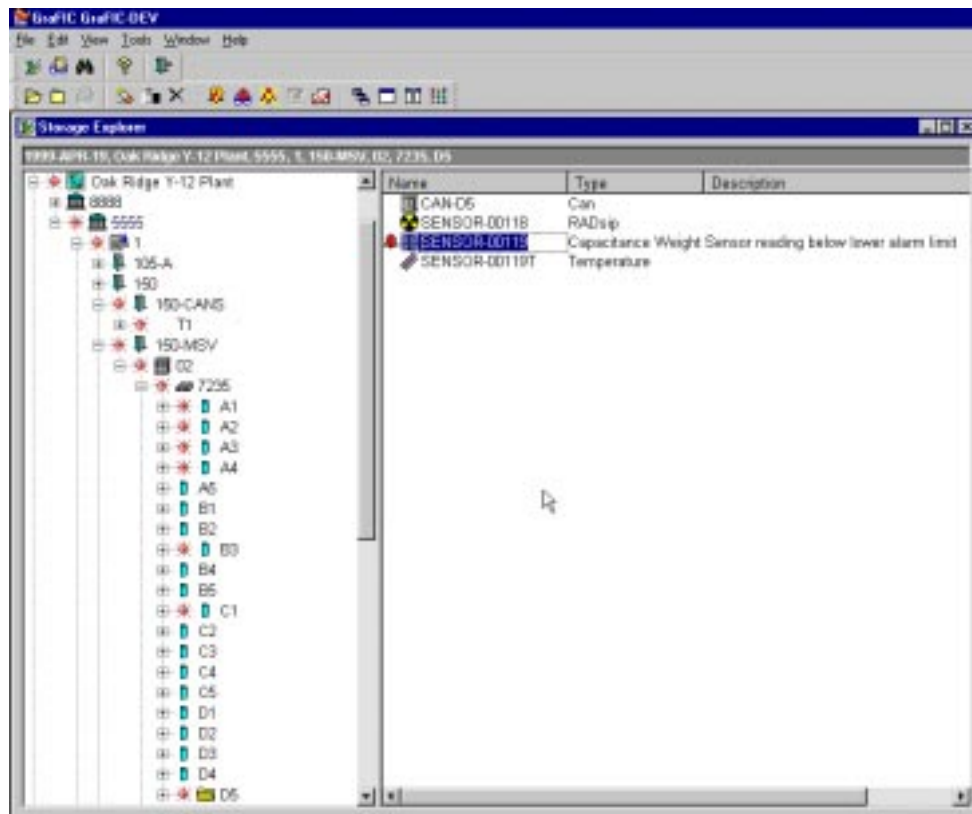 GraFIC GraFIC-DEV
File Edit View Tools Window Help
Storage Explorer
1999-APR-19, Oak Ridge Y-12 Plant, 5555, 1, 150-MSV, 02, 7235, D5
Oak Ridge Y-12 Plant
8888
5555
1
105-A
150
150-CANS
T1
150-MSV
02
7235
A1
A2
A3
A4
A5
B1
B2
B3
B4
B5
C1
C2
C3
C4
C5
D1
D2
D3
D4
D5
Name Type Description
CAN-D5 Can
SENSOR-00118 RADsip
SENSOR-00119 Capacitance Weight Sensor reading below lower alarm limit
SENSOR-00119T Temperature